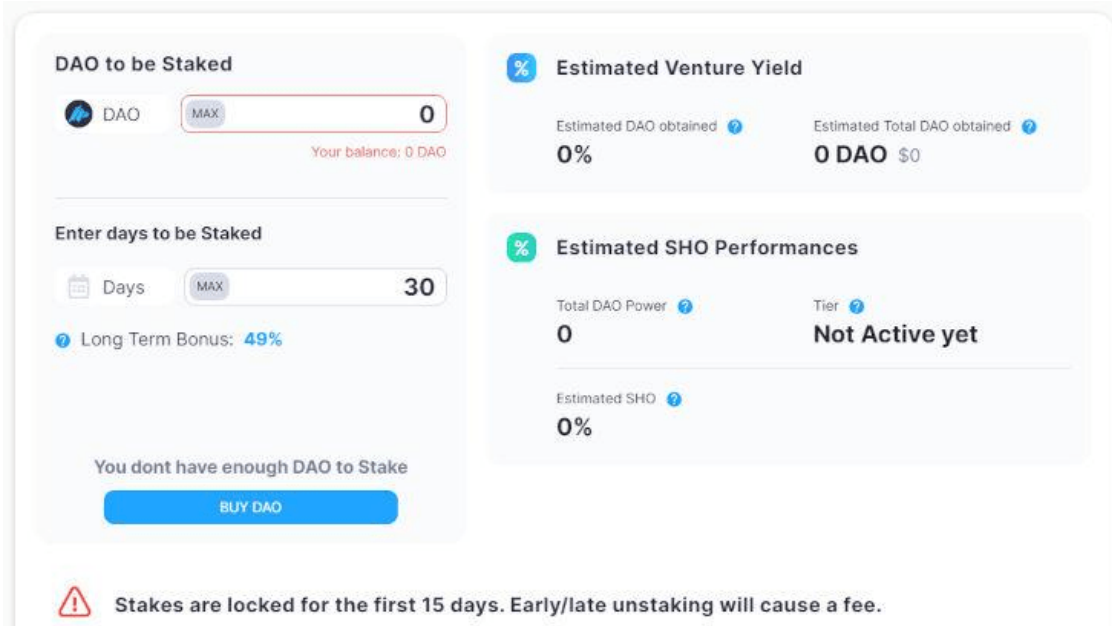 DAO to be Staked
DAO MAX 0
Your balance: 0 DAO
Enter days to be Staked
Days MAX 30
Long Term Bonus: 49%
You dont have enough DAO to Stake
BUY DAO
% Estimated Venture Yield
Estimated DAO obtained ? Estimated Total DAO obtained ?
0% 0 DAO $0
% Estimated SHO Performances
Total DAO Power ? Tier ?
0 Not Active yet
Estimated SHO ?
0%
Stakes are locked for the first 15 days. Early/late unstaking will cause a fee.